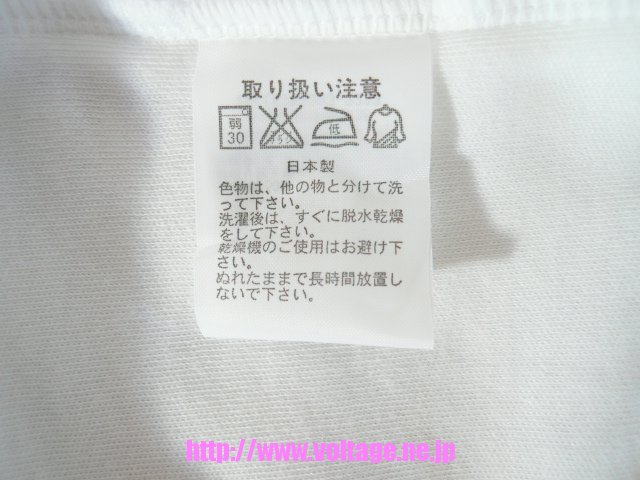 取り扱い注意
弱
30
エンソ
低
日本製
色物は、他の物と分けて洗
って下さい。
洗濯後は、すぐに脱水乾燥
をして下さい。
乾燥機のご使用はお避け下
さい。
ぬれたままで長時間放置し
ないで下さい。
http://www.voltage.ne.jp